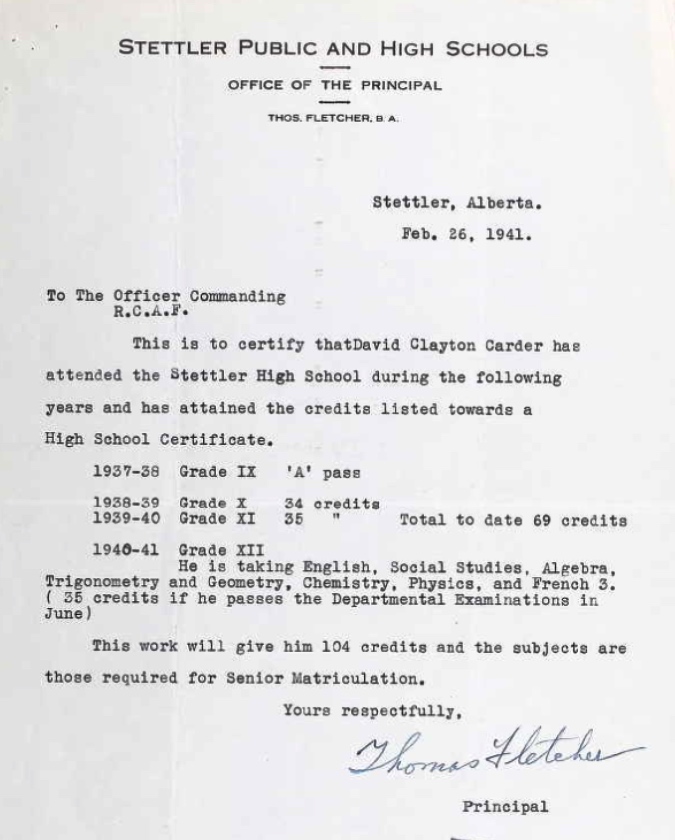 STETTLER PUBLIC AND HIGH SCHOOLS
OFFICE OF THE PRINCIPAL
THOS. FLETCHER, B. A.
Stettler, Alberta.
Feb. 26, 1941.
To The Officer Commanding
R.C.A.F.
This is to certify thatDavid Clayton Carder has
attended the Stettler High School during the following
years and has attained the credits listed towards a
High School Certificate.
1937-38 Grade IX 'A' pass
1938-39 Grade X 34 credits
1939-40 Grade XI 35 " Total to date 69 credits
1940-41 Grade XII
He is taking English, Social Studies, Algebra,
Trigonometry and Geometry, Chemistry, Physics, and French 3.
( 35 credits if he passes the Departmental Examinations in
June)
This work will give him 104 credits and the subjects are
those required for Senior Matriculation.
Yours respectfully,
Thomas Fletcher
Principal